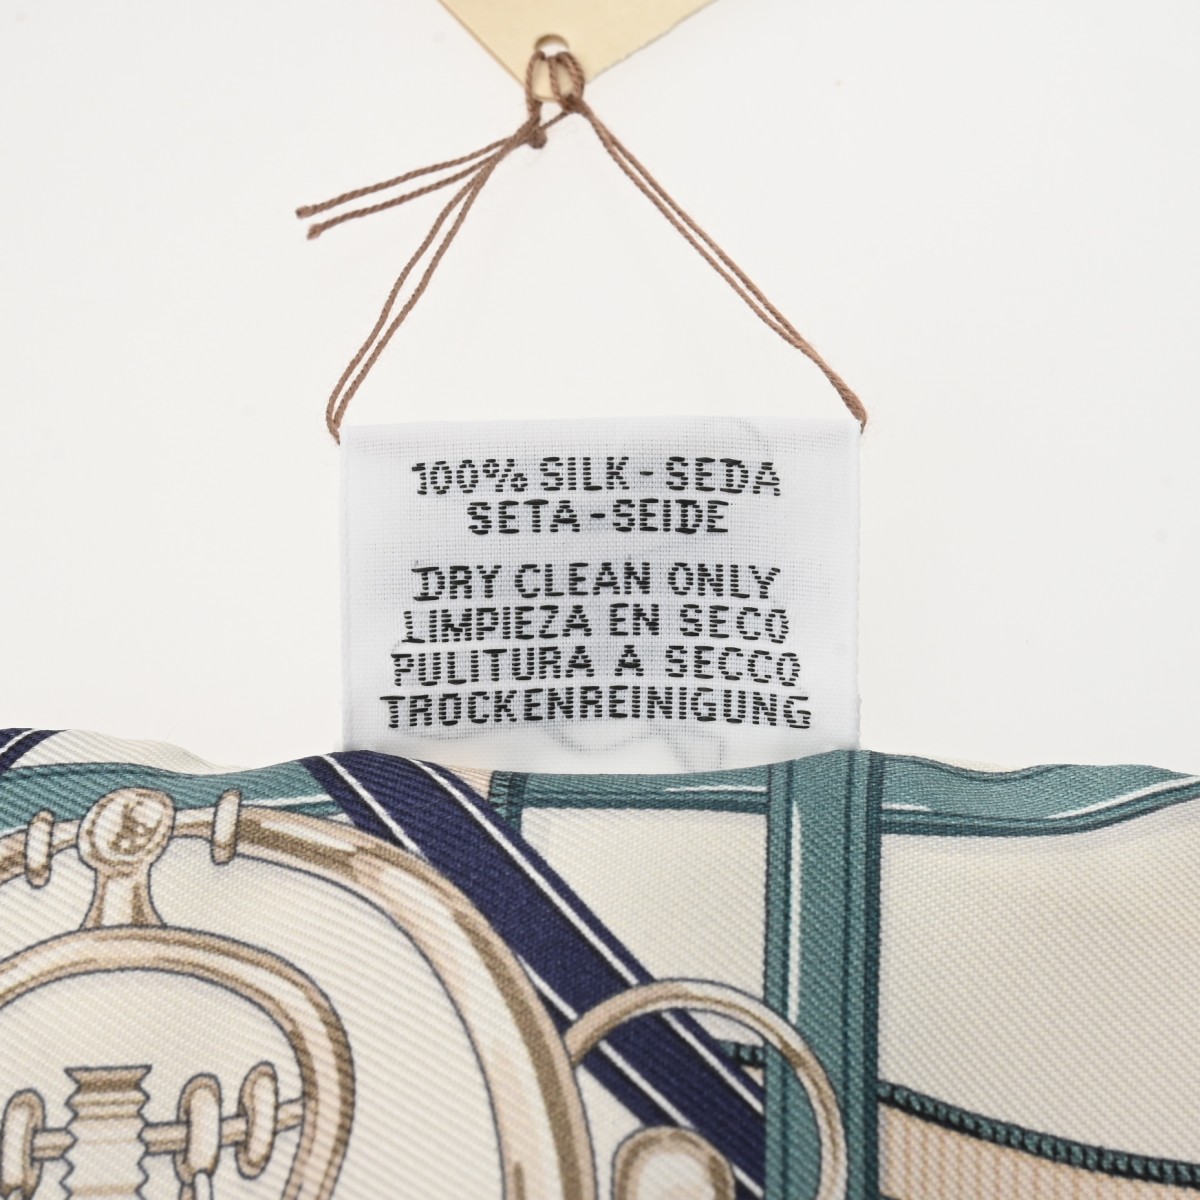 100% SILK - SEDA
SETA - SEIDE
DRY CLEAN ONLY
LIMPIEZA EN SECO
PULITURA A SECCO
TROCKENREINIGUNG